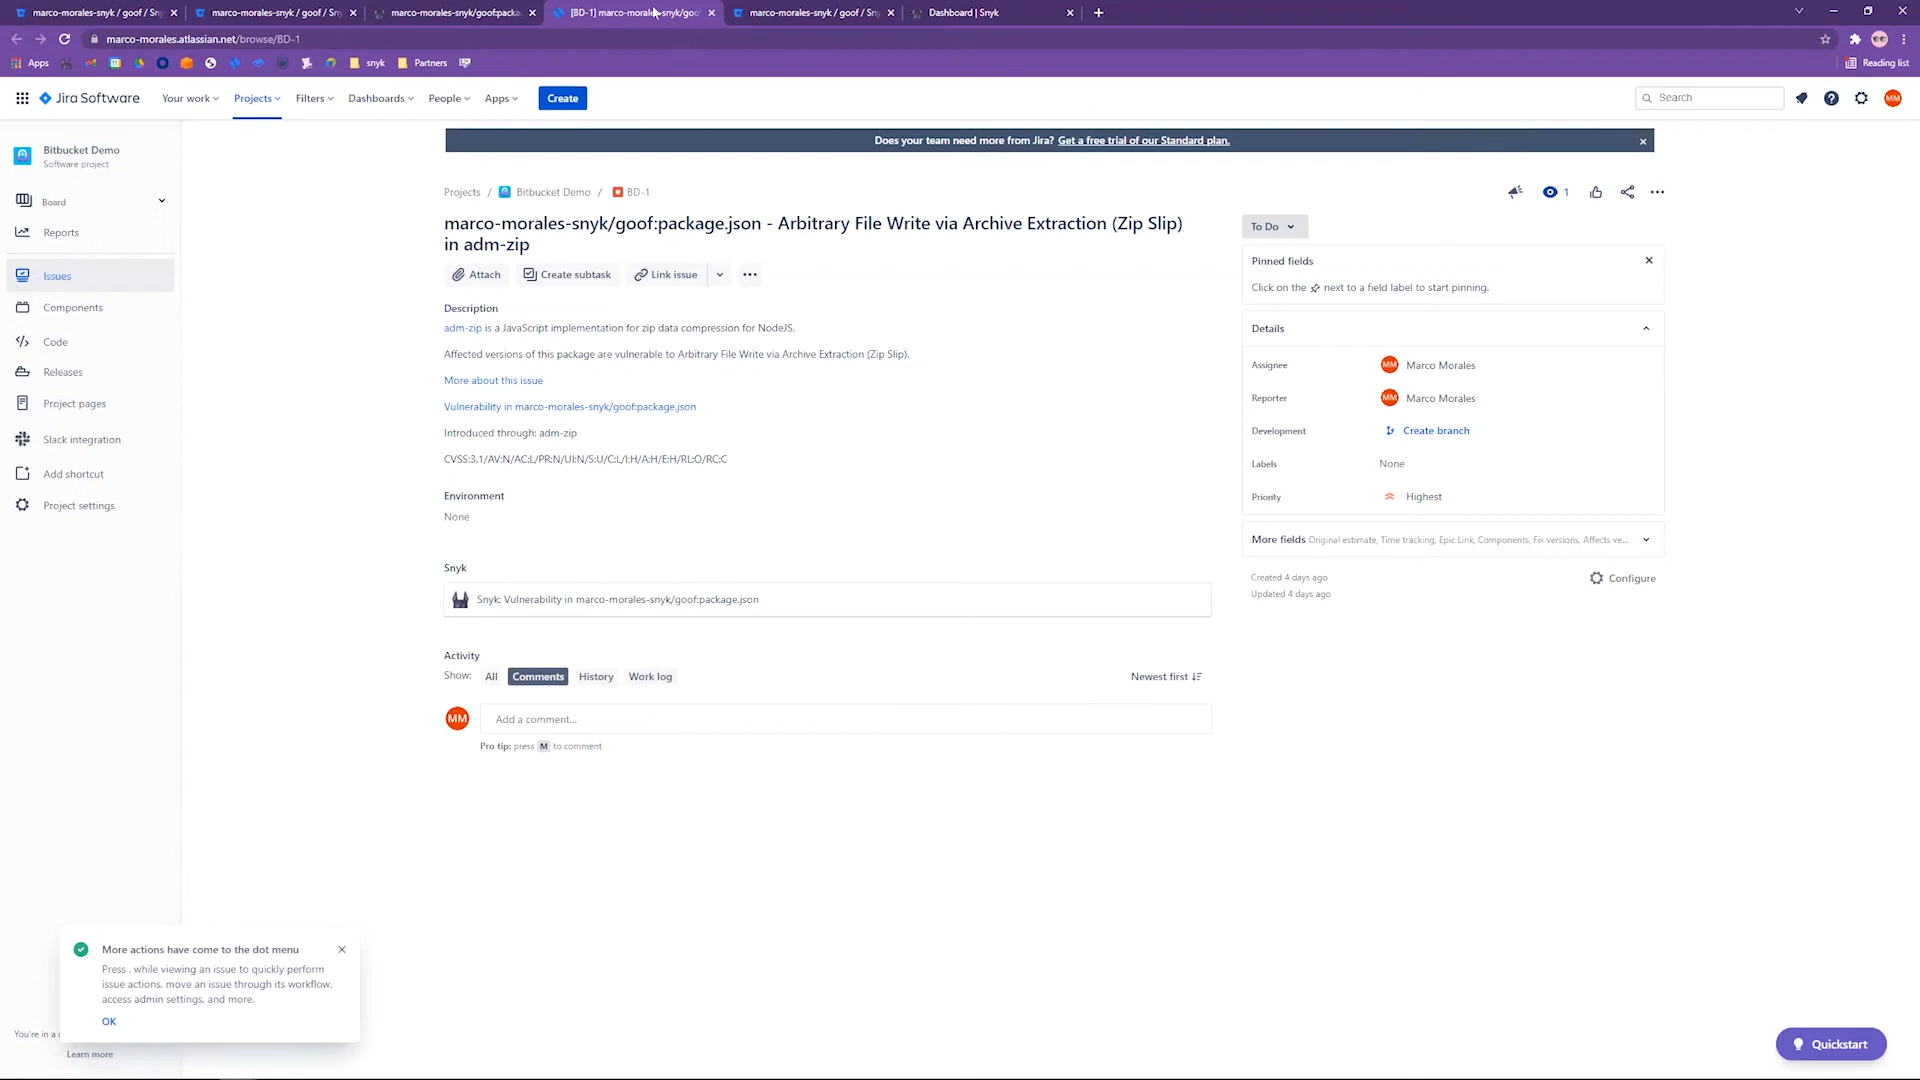 marco-morales-snyk / goof / Sny
marco-morales-snyk / goof / Sny
marco-morales-snyk/goof:packa
[BD-1] marco-morales-snyk/goo
marco-morales-snyk / goof / Sny
Dashboard | Snyk
marco-morales.atlassian.net/browse/BD-1
Apps
snyk
Partners
Reading list
Jira Software
Your work
Projects
Filters
Dashboards
People
Apps
Create
Search
MM
Does your team need more from Jira? Get a free trial of our Standard plan.
Bitbucket Demo
Software project
Board
Reports
Issues
Components
Code
Releases
Project pages
Slack integration
Add shortcut
Project settings
Projects / Bitbucket Demo / BD-1
1
marco-morales-snyk/goof:package.json - Arbitrary File Write via Archive Extraction (Zip Slip)
in adm-zip
Attach
Create subtask
Link issue
Description
adm-zip is a JavaScript implementation for zip data compression for NodeJS.
Affected versions of this package are vulnerable to Arbitrary File Write via Archive Extraction (Zip Slip).
More about this issue
Vulnerability in marco-morales-snyk/goof:package.json
Introduced through: adm-zip
CVSS:3.1/AV:N/AC:L/PR:N/UI:N/S:U/C:L/I:H/A:H/E:H/RL:O/RC:C
Environment
None
Snyk
Snyk: Vulnerability in marco-morales-snyk/goof:package.json
Activity
Show:
All
Comments
History
Work log
Newest first
MM
Add a comment...
Pro tip: press M to comment
To Do
Pinned fields
Click on the next to a field label to start pinning.
Details
Assignee
MM Marco Morales
Reporter
MM Marco Morales
Development
Create branch
Labels
None
Priority
Highest
More fields Original estimate, Time tracking, Epic Link, Components, Fix versions, Affects ve...
Created 4 days ago
Updated 4 days ago
Configure
More actions have come to the dot menu
Press . while viewing an issue to quickly perform
issue actions, move an issue through its workflow,
access admin settings, and more.
OK
You're in a
Learn more
Quickstart